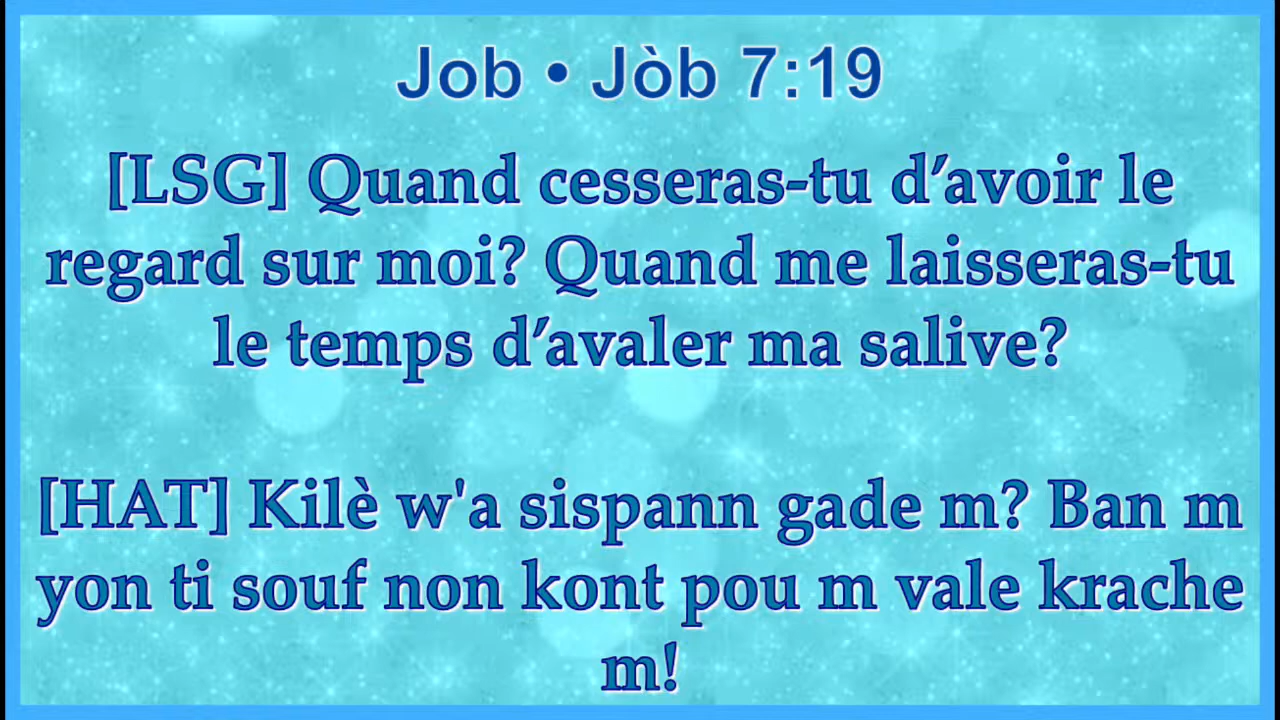 Job • Jòb 7:19
[LSG] Quand cesseras-tu d’avoir le
regard sur moi? Quand me laisseras-tu
le temps d’avaler ma salive?
[HAT] Kilè w'a sispann gade m? Ban m
yon ti souf non kont pou m vale krache
m!